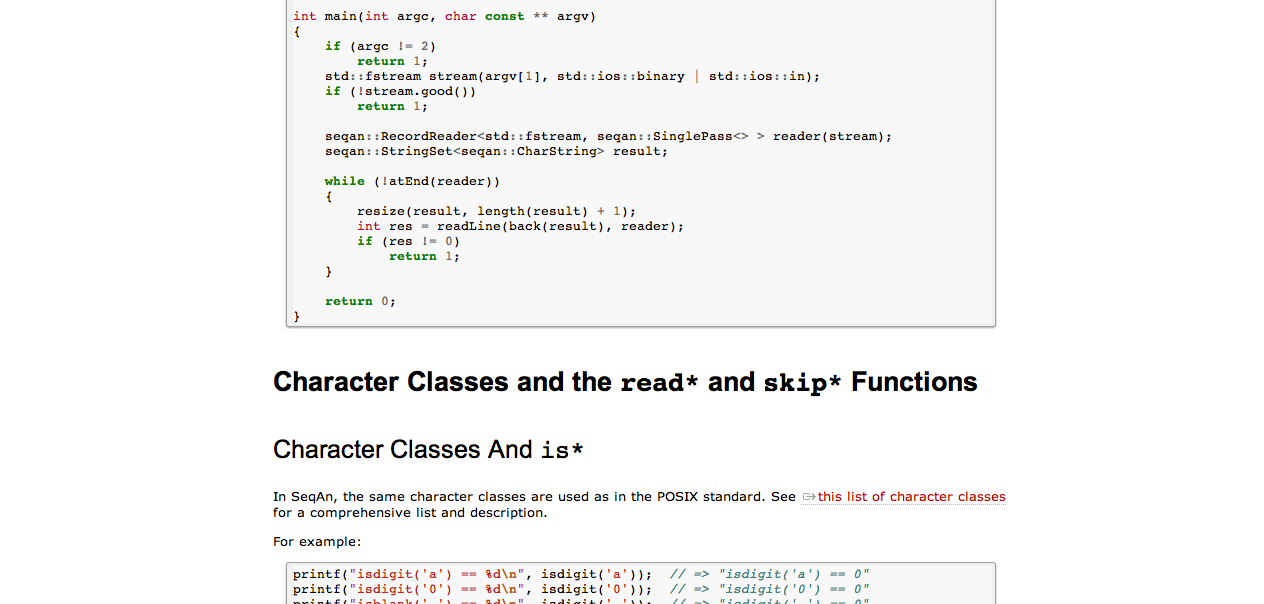 int main(int argc, char const ** argv)
{
    if (argc != 2)
        return 1;
    std::fstream stream(argv[1], std::ios::binary | std::ios::in);
    if (!stream.good())
        return 1;
    seqan::RecordReader<std::fstream, seqan::SinglePass<> > reader(stream);
    seqan::StringSet<seqan::CharString> result;
    while (!atEnd(reader))
    {
        resize(result, length(result) + 1);
        int res = readLine(back(result), reader);
        if (res != 0)
            return 1;
    }
    return 0;
}
Character Classes and the read* and skip* Functions
Character Classes And is*
In SeqAn, the same character classes are used as in the POSIX standard. See this list of character classes
for a comprehensive list and description.
For example:
printf("isdigit('a') == %d\n", isdigit('a'));  // => "isdigit('a') == 0"
printf("isdigit('0') == %d\n", isdigit('0'));  // => "isdigit('0') == 0"